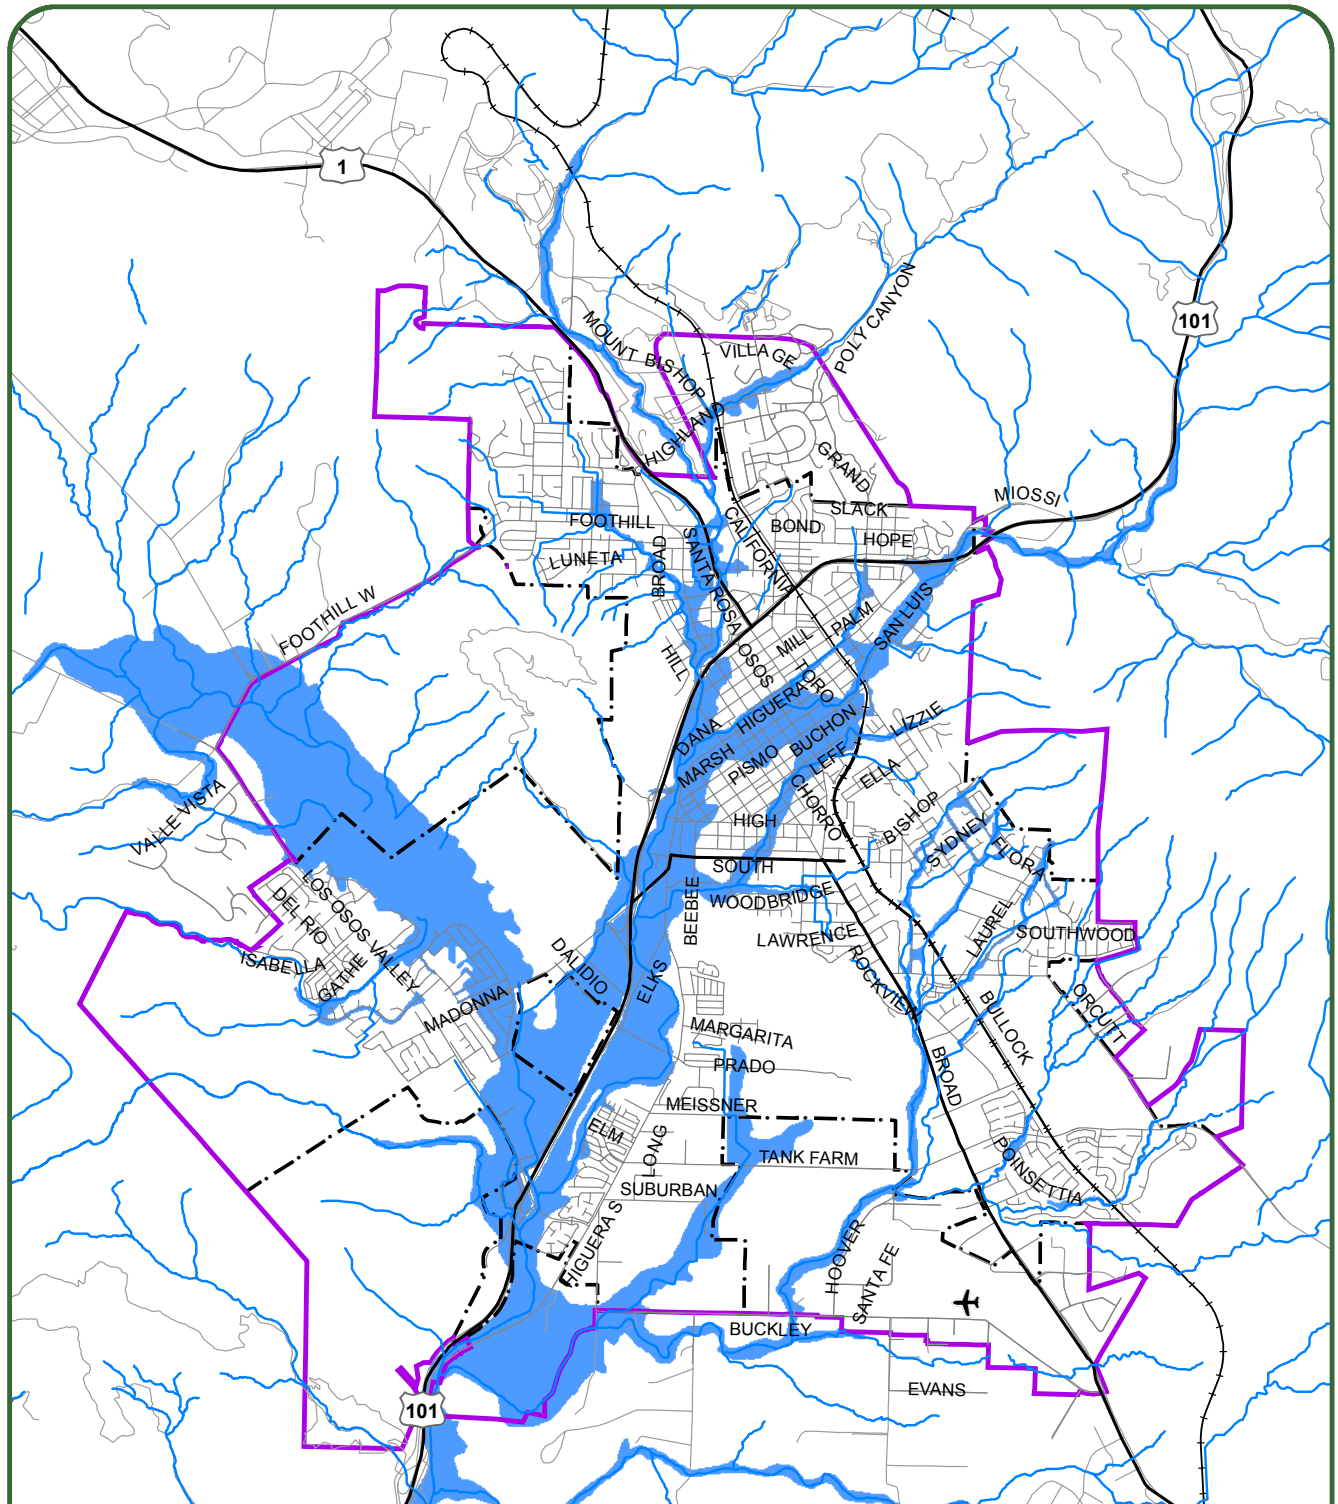 1
101
POLY CANYON
MOUNT BISHOP
VILLAGE
HIGHLAND
GRAND
MIOSSI
SLACK
BOND
HOPE
CALIFORNIA
FOOTHILL
LUNETA
BROAD
SANTA ROSA
FOOTHILL W
SAN LUIS
PALM
MILL
HILL
OSOS
TORO
HIGUERA
DANA
BUCHON
LIZZIE
MARSH
PISMO
LEFF
ELLA
CHORRO
VALLE VISTA
HIGH
BISHOP
SYDNEY
FLORA
SOUTH
LOS OSOS VALLEY
DEL RIO
BEEBEE
WOODBRIDGE
LAUREL
SOUTHWOOD
LAWRENCE
ISABELLA
GATHE
DALIDIO
ELKS
ROCKVIEW
MADONNA
BULLOCK
ORCUTT
MARGARITA
PRADO
BROAD
MEISSNER
ELM
LONG
TANK FARM
POINSETTIA
SUBURBAN
HIGUERA S
HOOVER
SANTA FE
BUCKLEY
EVANS
101